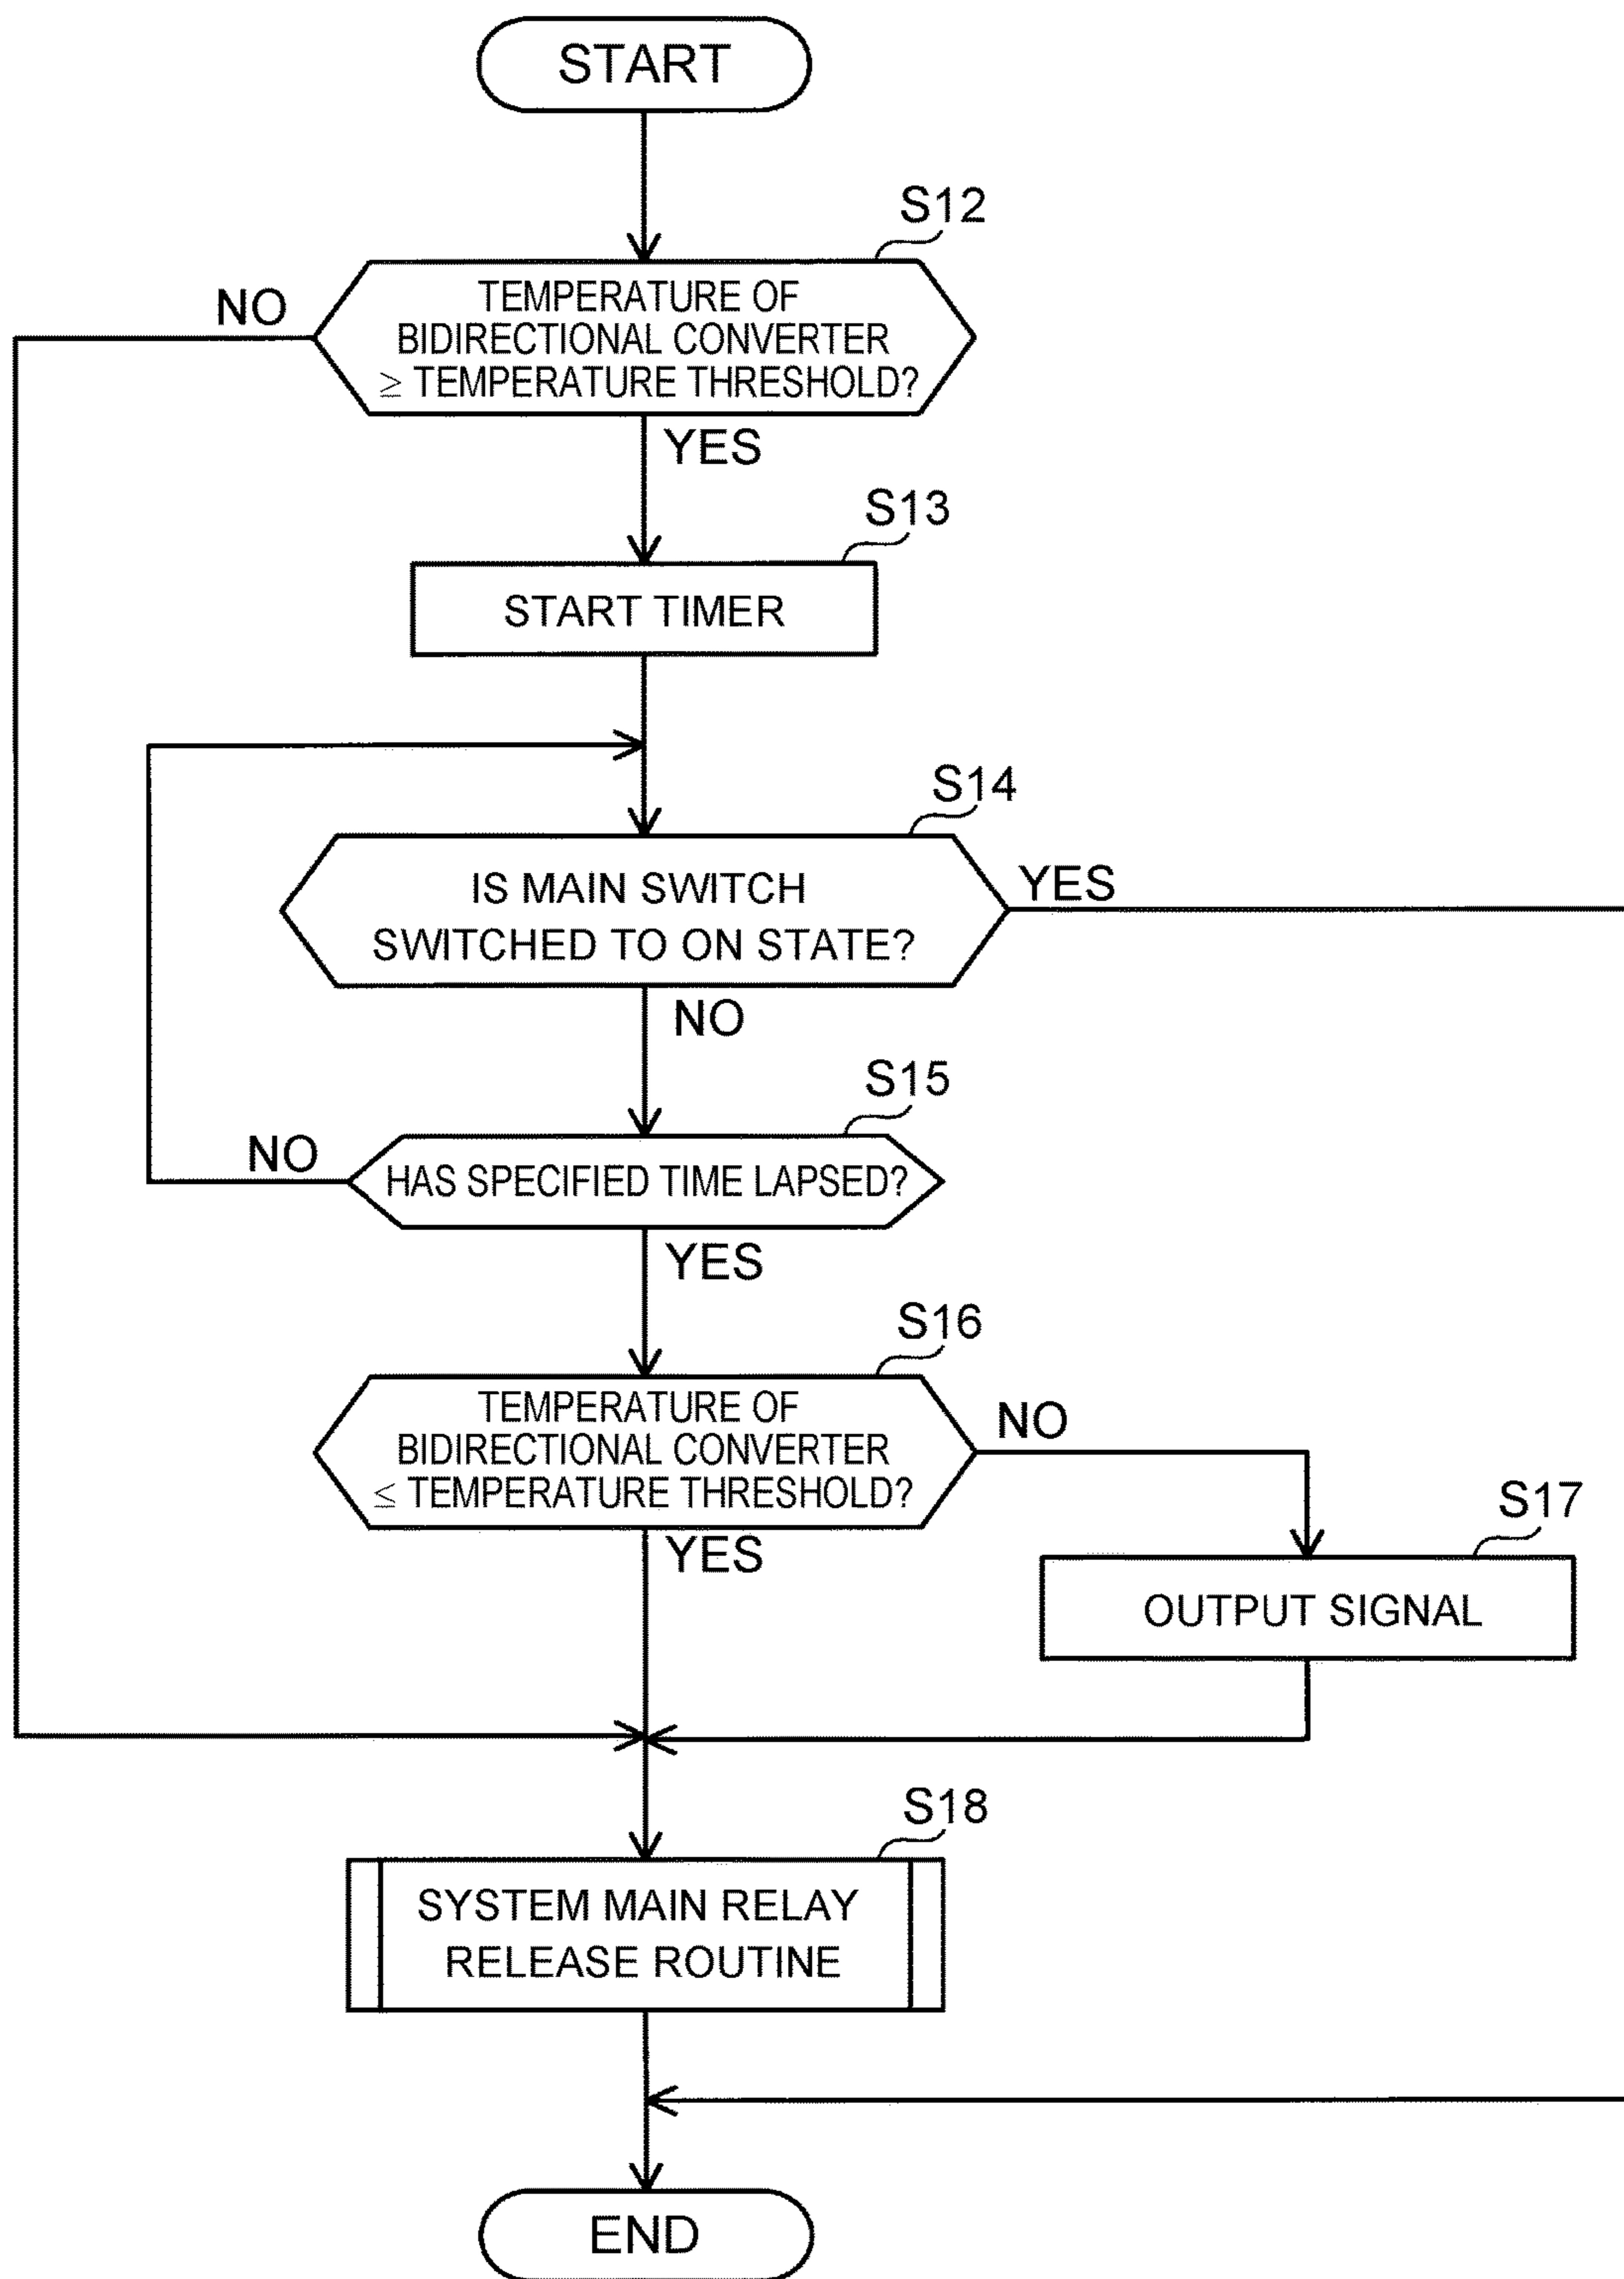 START
S12
NO
TEMPERATURE OF
BIDIRECTIONAL CONVERTER
≥ TEMPERATURE THRESHOLD?
YES
S13
START TIMER
S14
IS MAIN SWITCH
SWITCHED TO ON STATE?
YES
NO
S15
NO
HAS SPECIFIED TIME LAPSED?
YES
S16
TEMPERATURE OF
BIDIRECTIONAL CONVERTER
≤ TEMPERATURE THRESHOLD?
NO
YES
S17
OUTPUT SIGNAL
S18
SYSTEM MAIN RELAY
RELEASE ROUTINE
END